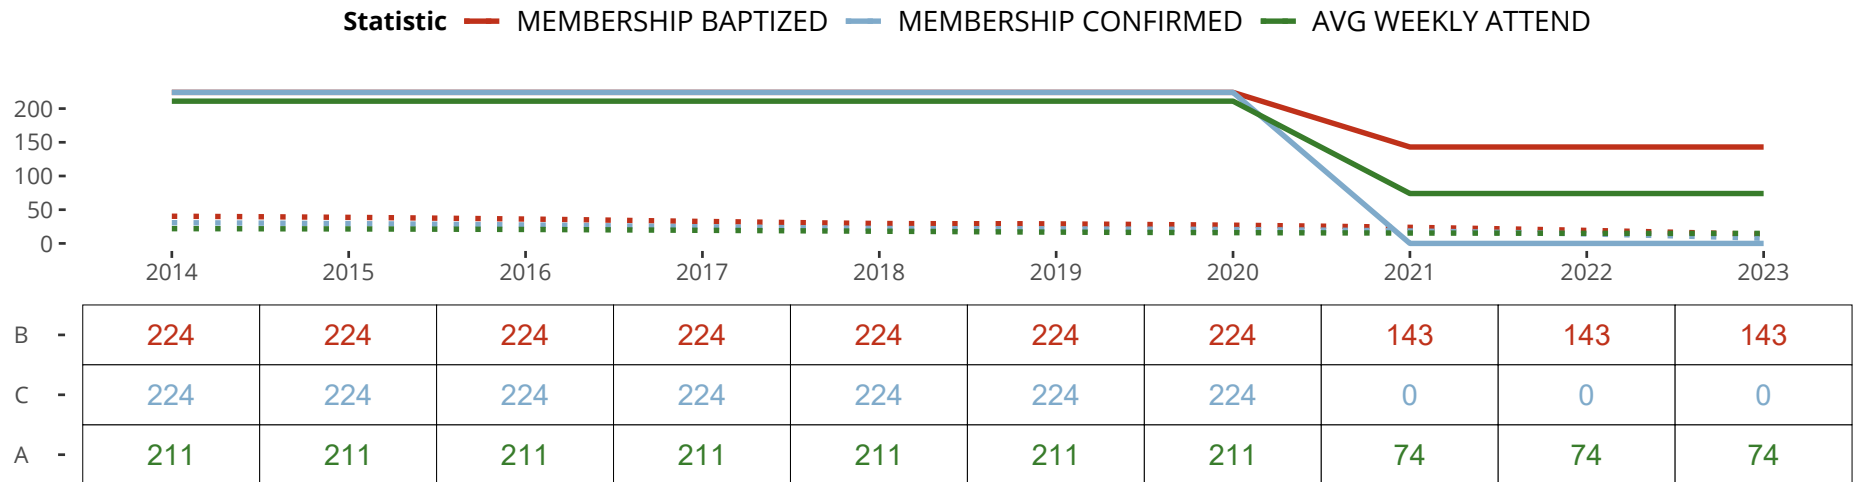 Statistic MEMBERSHIP BAPTIZED MEMBERSHIP CONFIRMED AVG WEEKLY ATTEND
200
150
100
50
0
2014 2015 2016 2017 2018 2019 2020 2021 2022 2023
B 224 224 224 224 224 224 224 143 143 143
C 224 224 224 224 224 224 224 0 0 0
A 211 211 211 211 211 211 211 74 74 74